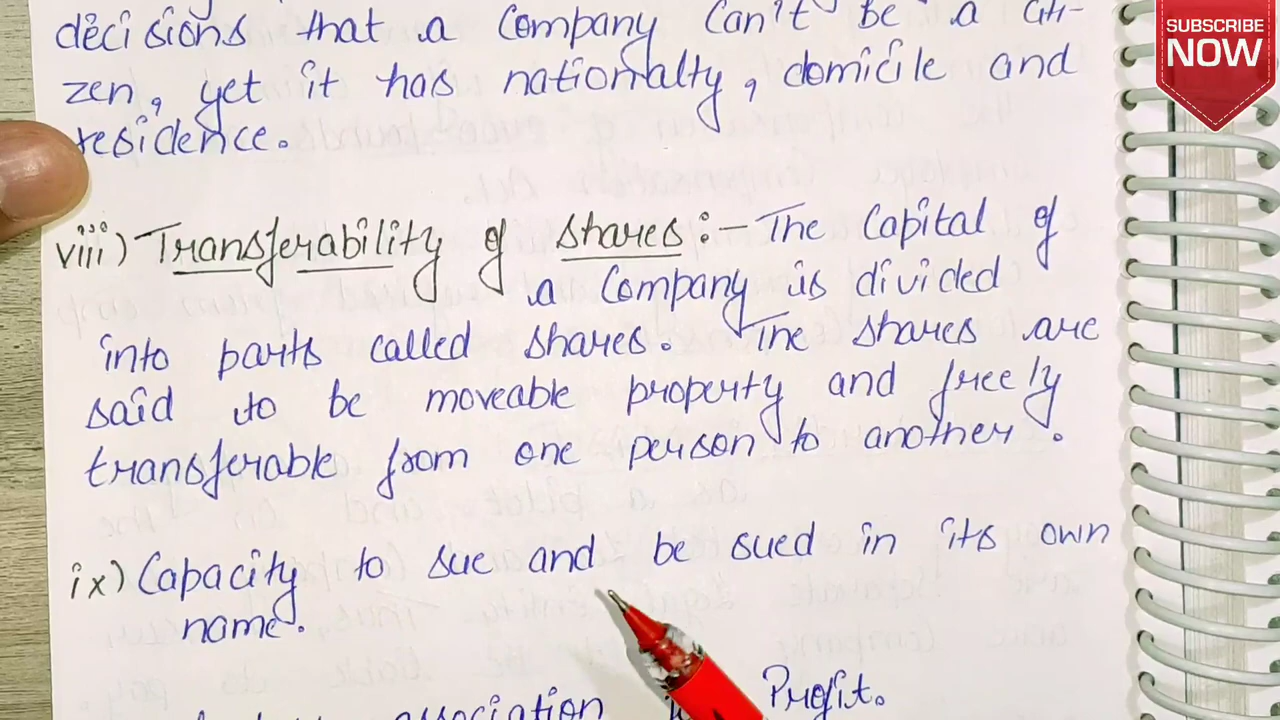 decisions that a Company Can't be a Citi-
zen, yet it has nationalty, domicile and
residence.
viii) Transferability of Shares :- The Capital of
a Company is divided
into parts called shares. The shares are
said to be moveable property and freely
transferable from one person to another.
ix) Capacity to sue and be sued in its own
name.
association Profit.
SUBSCRIBE
NOW